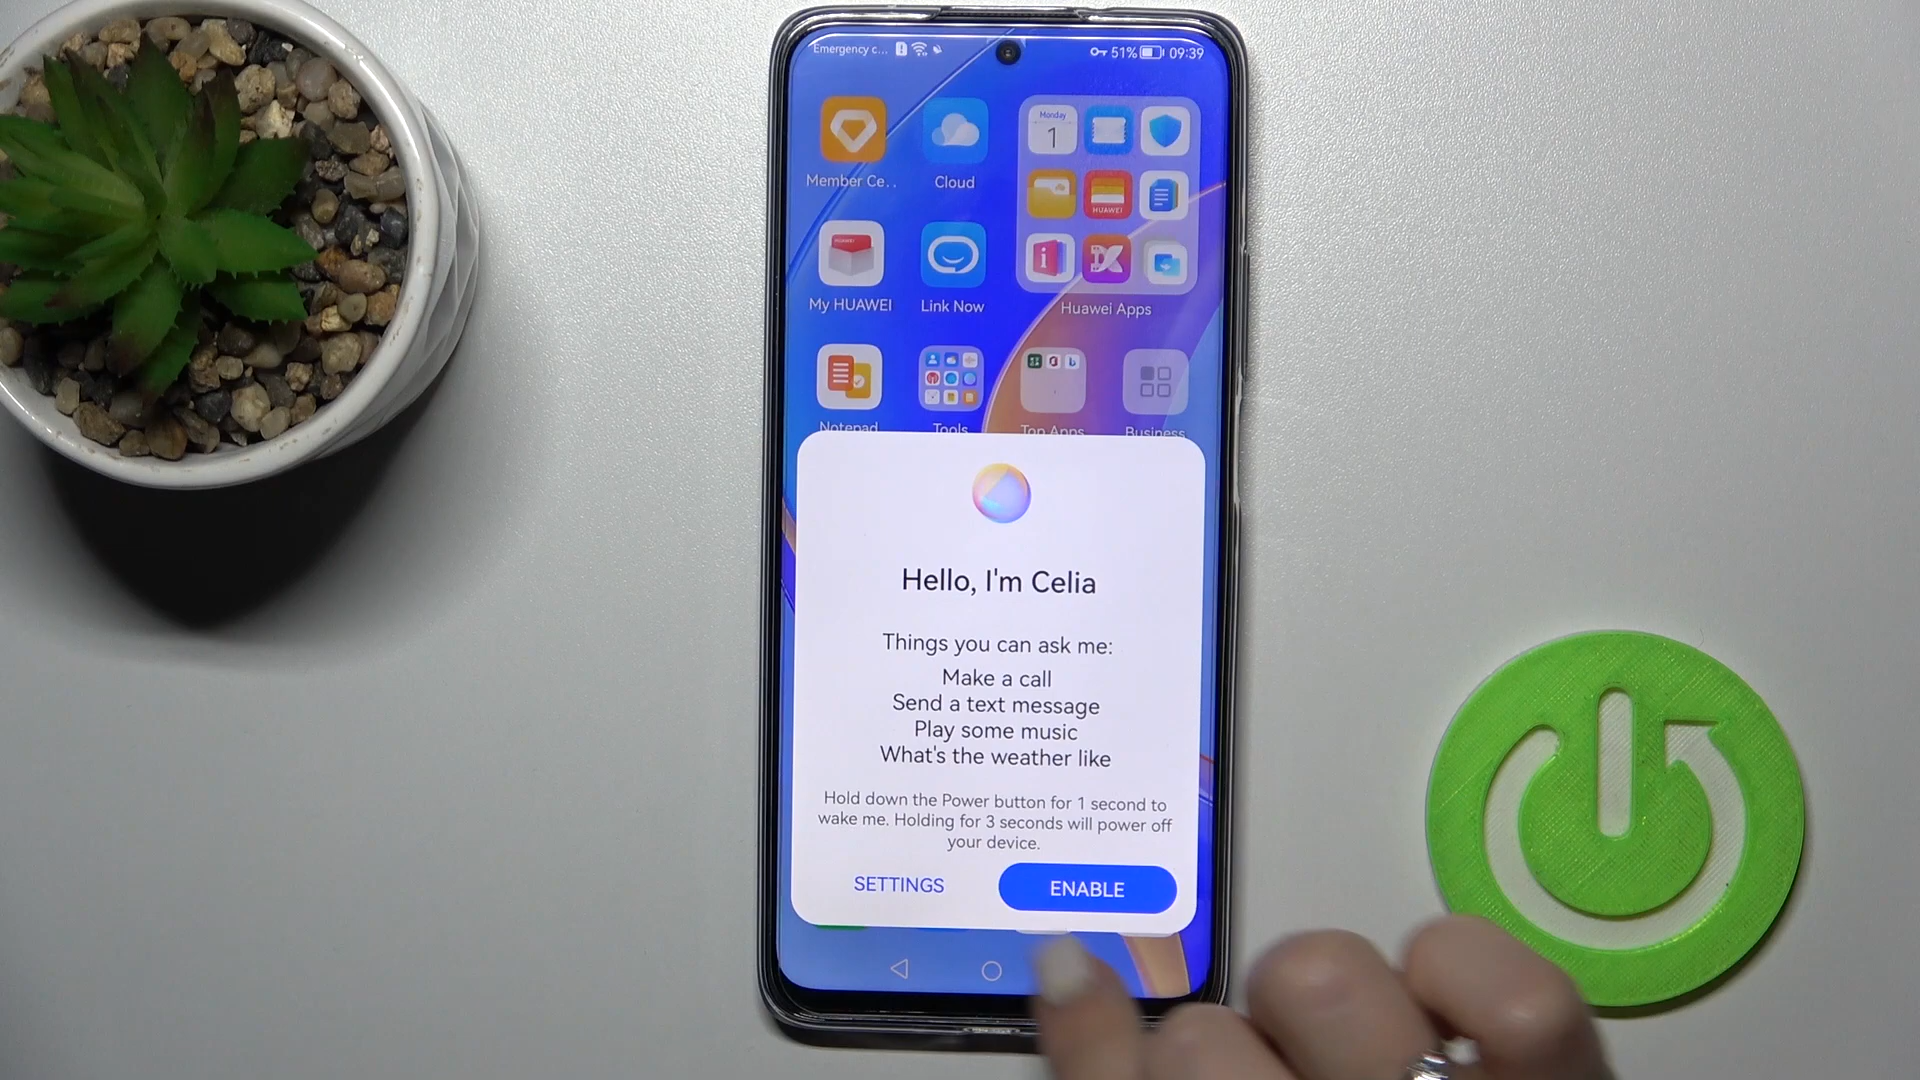 Emergency c... 51% 09:39
Monday
1
Member Ce..
Cloud
HUAWEI
My HUAWEI
Link Now
Huawei Apps
Notepad
Tools
Top Apps
Business
Hello, I'm Celia
Things you can ask me:
Make a call
Send a text message
Play some music
What's the weather like
Hold down the Power button for 1 second to
wake me. Holding for 3 seconds will power off
your device.
SETTINGS
ENABLE